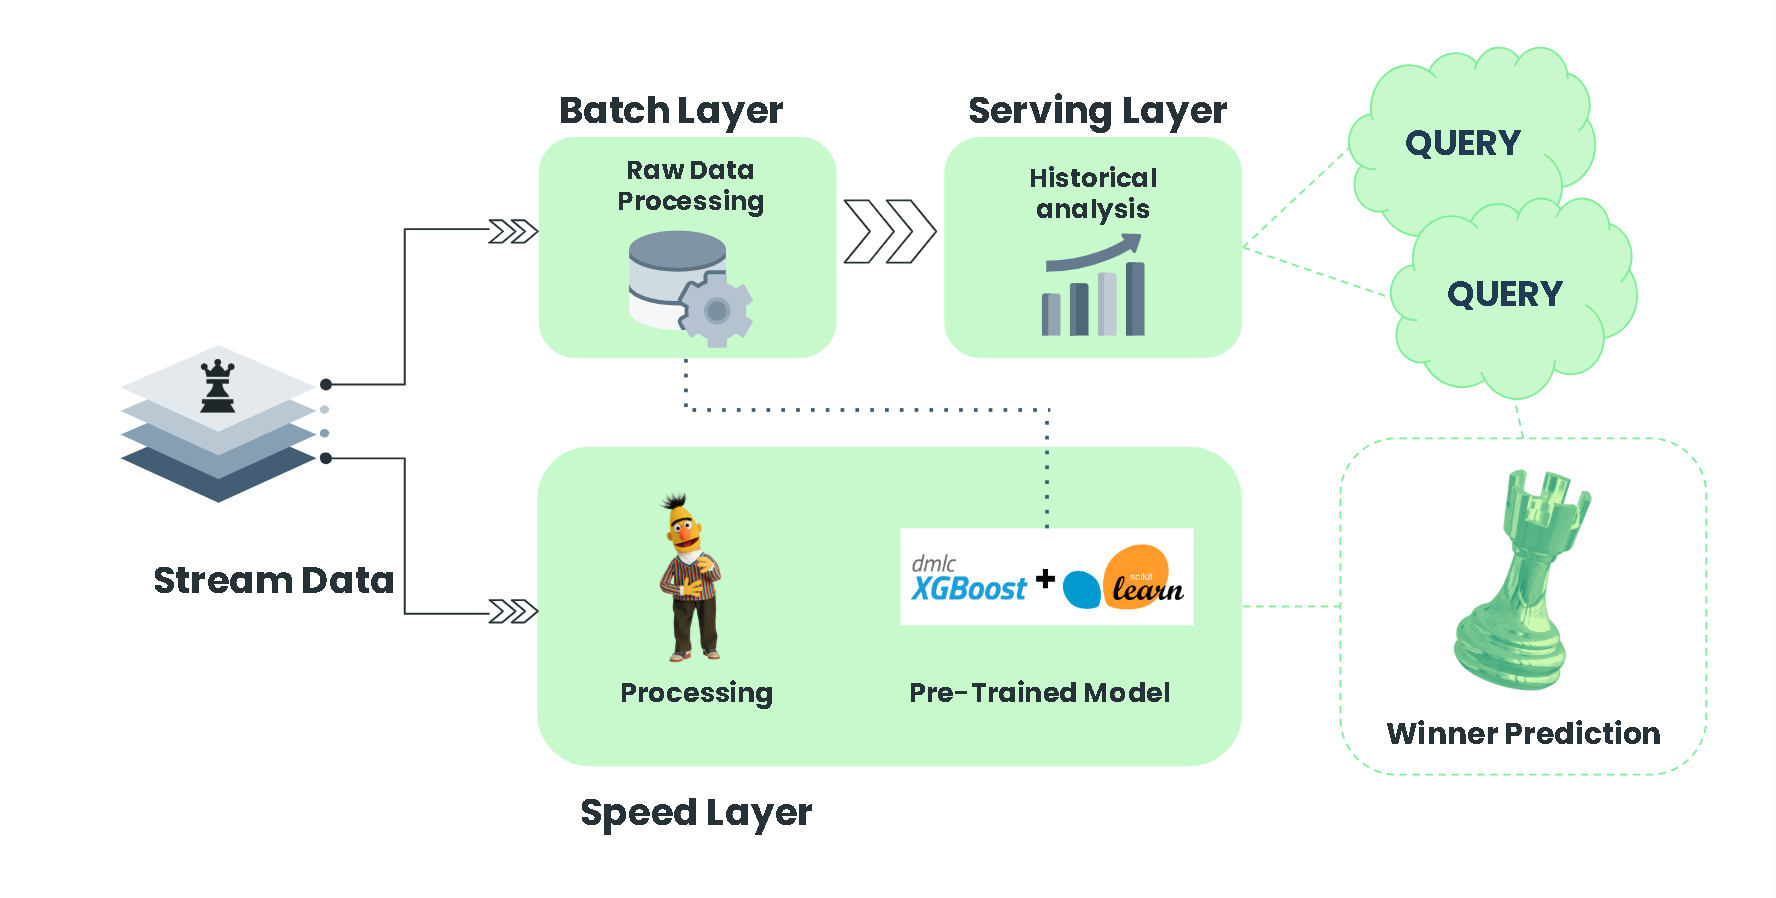 Batch Layer
Raw Data
Processing
Serving Layer
Historical
analysis
QUERY
QUERY
Stream Data
dmlc
XGBoost
+
scikit
learn
Processing
Pre-Trained Model
Winner Prediction
Speed Layer